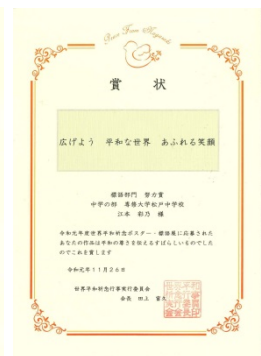 賞状
広げよう 平和な世界 あふれる笑顔
標語部門 努力賞
中学の部 専修大学松戸中学校
江本 彩乃 様
令和元年度世界平和祈念ポスター・標語展に応募された
あなたの作品は平和の尊さを伝えるすばらしいものでした
のでこれを賞します
令和元年11月26日
世界平和祈念行事実行委員会
会長 田上 富久